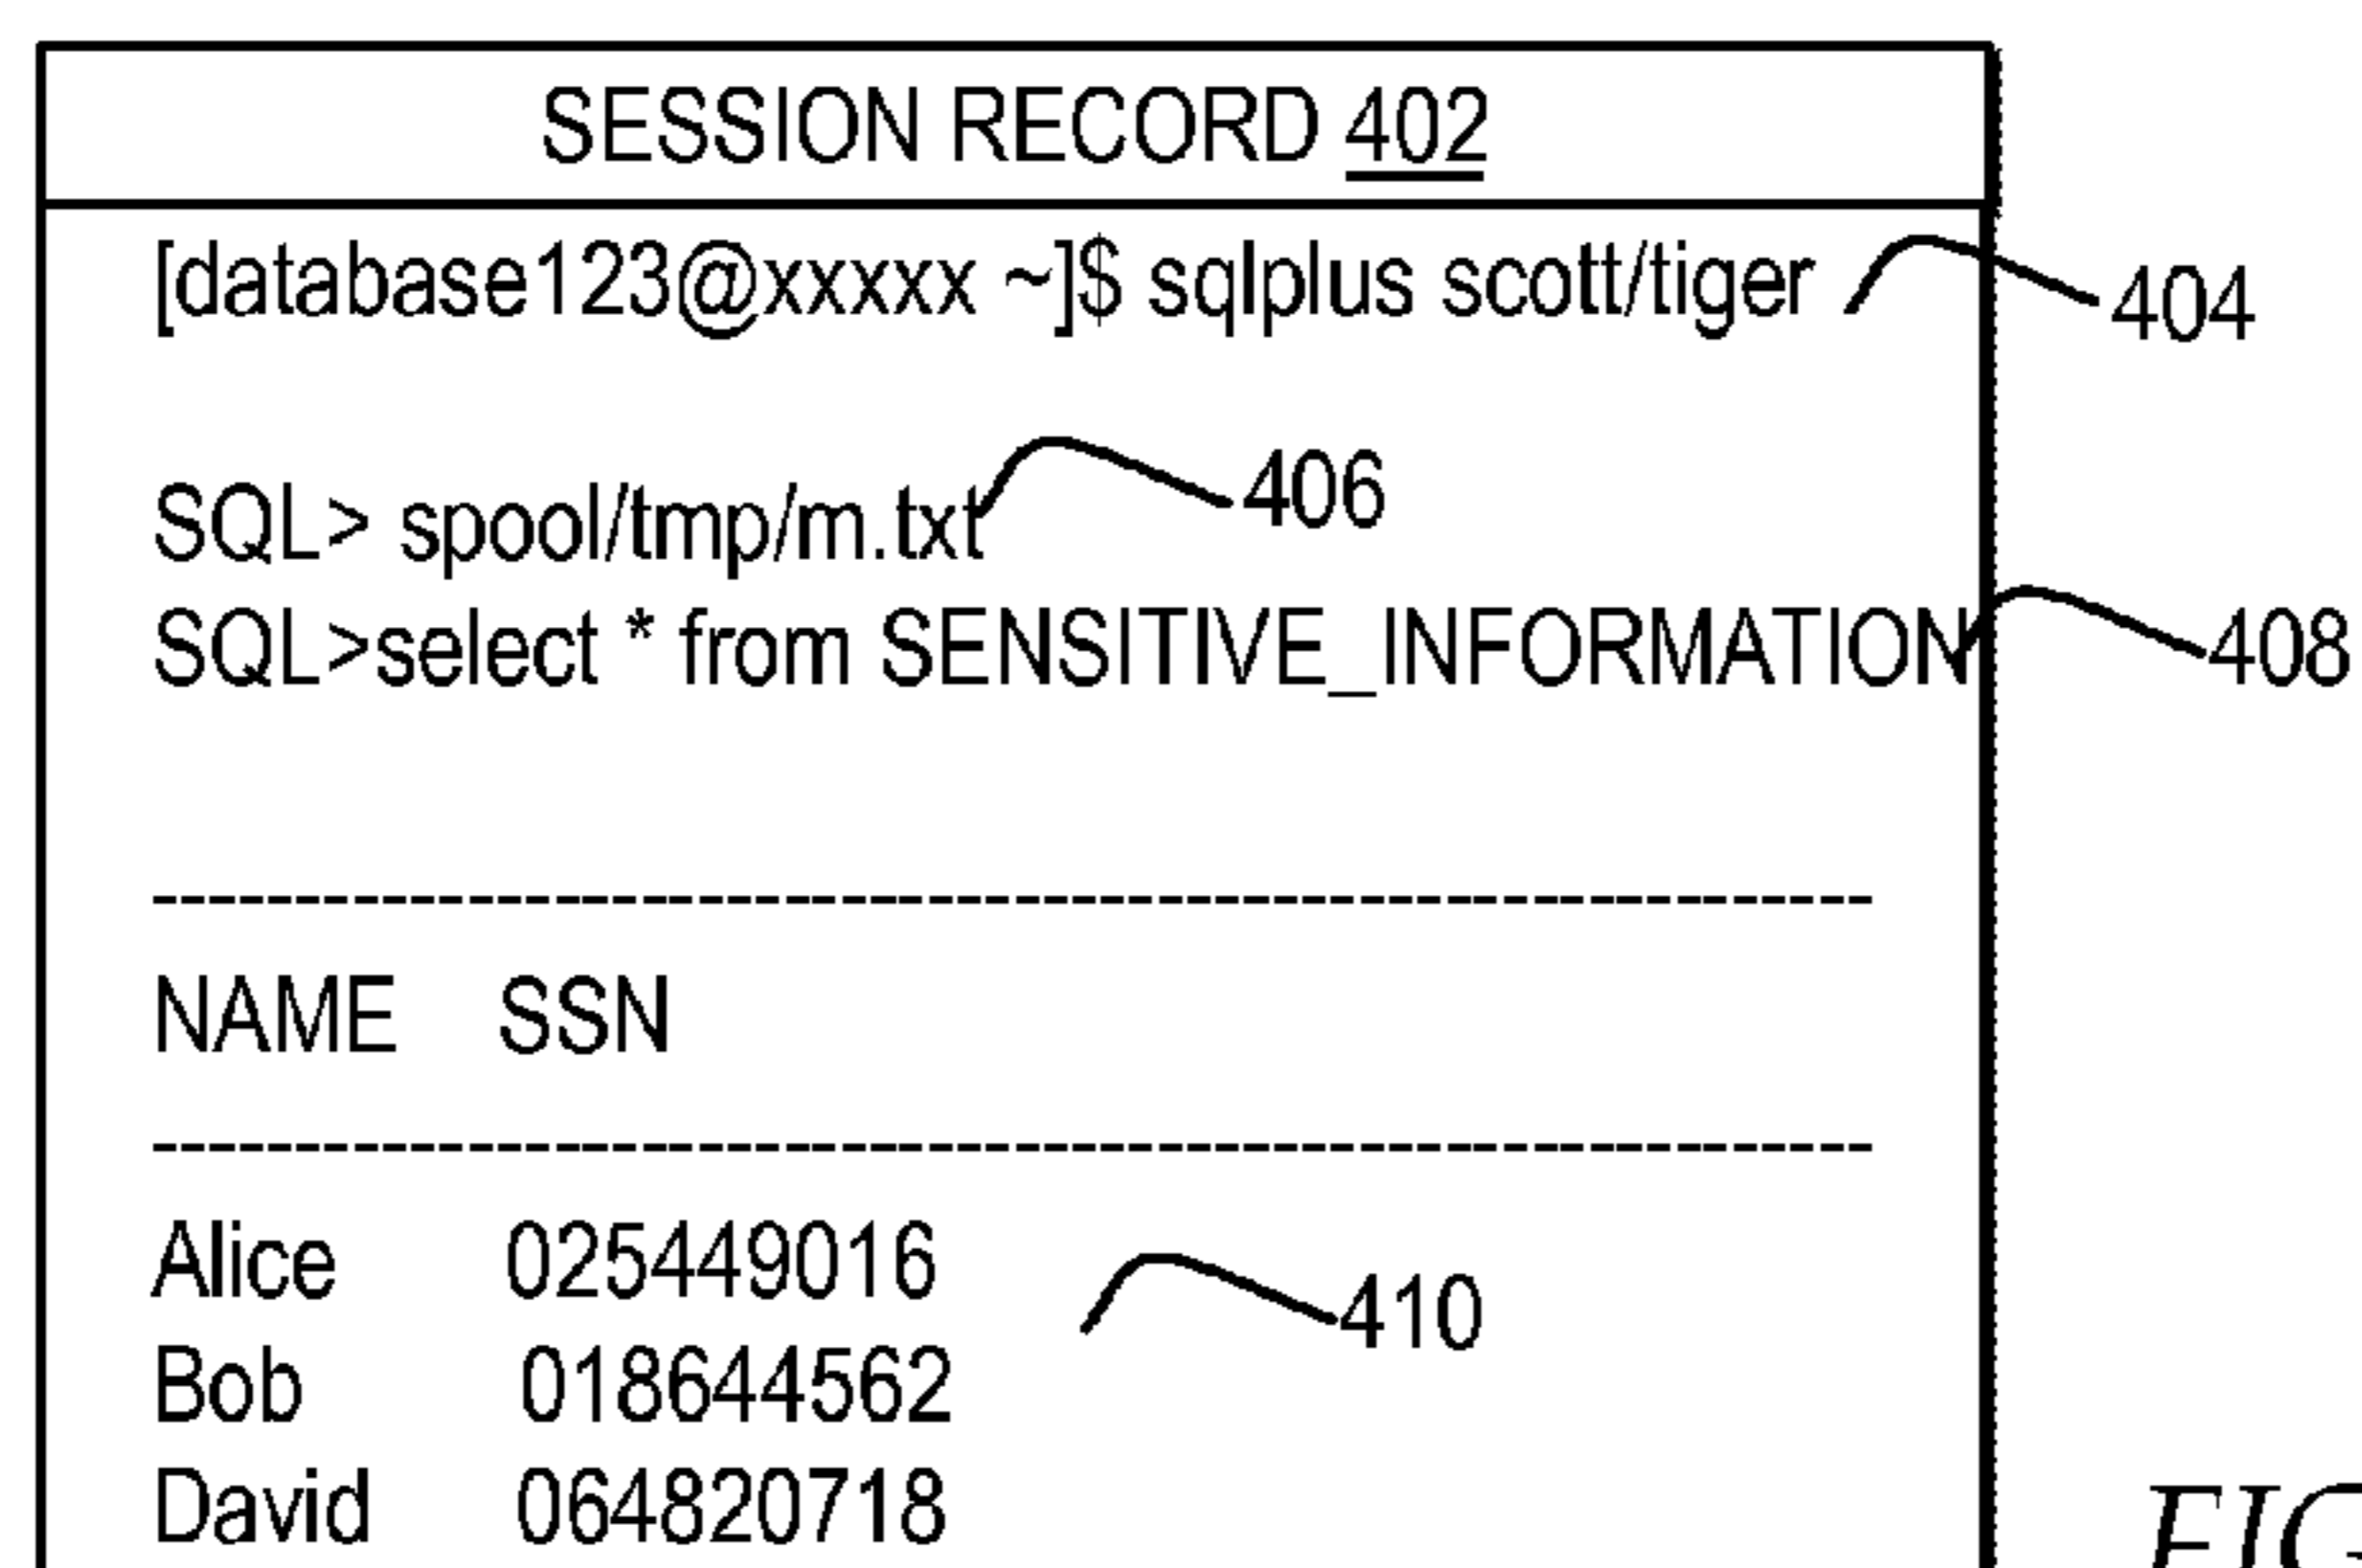 SESSION RECORD 402
[database123@xxxxx ~]$ sqlplus scott/tiger 404
SQL> spool/tmp/m.txt 406
SQL>select * from SENSITIVE_INFORMATION 408
------------------------------------------------------------
NAME SSN
------------------------------------------------------------
Alice 025449016
410
Bob 018644562
David 064820718